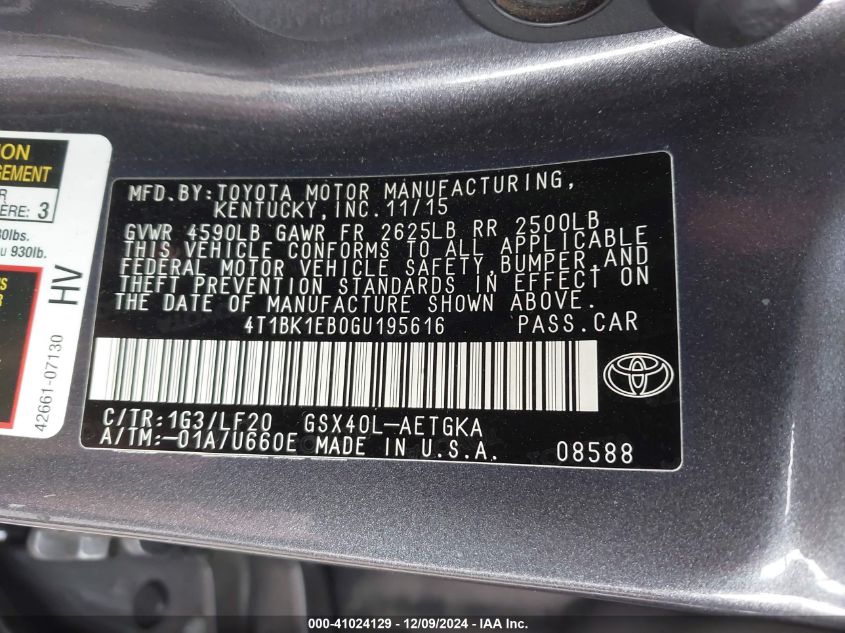 ION
GEMENT
R
ERE: 3
0lbs.
u 930lb.
HV
42661-07130
MFD.BY:TOYOTA MOTOR MANUFACTURING,
KENTUCKY,INC.11/15
GVWR 4590LB GAWR FR 2625LB RR 2500LB
THIS VEHICLE CONFORMS TO ALL APPLICABLE
FEDERAL MOTOR VEHICLE SAFETY,BUMPER,AND
THEFT PREVENTION STANDARDS IN EFFECT ON
THE DATE OF MANUFACTURE SHOWN ABOVE.
4T1BK1EB0GU195616 PASS.CAR
C/TR:1G3/LF20 GSX40L-AETGKA
A/TM:-01A/U660E MADE IN U.S.A. 08588
000-41024129 - 12/09/2024 - IAA Inc.